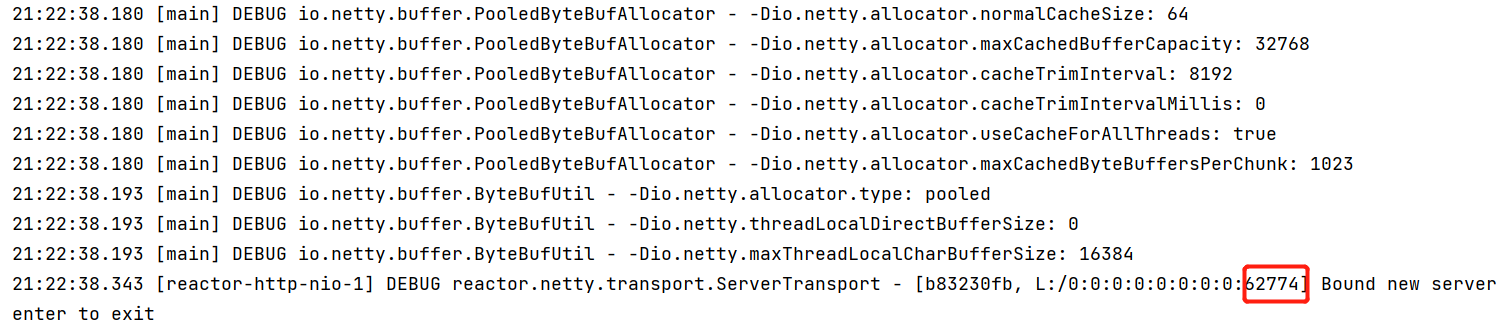 21:22:38.180 [main] DEBUG io.netty.buffer.PooledByteBufAllocator - -Dio.netty.allocator.normalCacheSize: 64
21:22:38.180 [main] DEBUG io.netty.buffer.PooledByteBufAllocator - -Dio.netty.allocator.maxCachedBufferCapacity: 32768
21:22:38.180 [main] DEBUG io.netty.buffer.PooledByteBufAllocator - -Dio.netty.allocator.cacheTrimInterval: 8192
21:22:38.180 [main] DEBUG io.netty.buffer.PooledByteBufAllocator - -Dio.netty.allocator.cacheTrimIntervalMillis: 0
21:22:38.180 [main] DEBUG io.netty.buffer.PooledByteBufAllocator - -Dio.netty.allocator.useCacheForAllThreads: true
21:22:38.180 [main] DEBUG io.netty.buffer.PooledByteBufAllocator - -Dio.netty.allocator.maxCachedByteBuffersPerChunk: 1023
21:22:38.193 [main] DEBUG io.netty.buffer.ByteBufUtil - -Dio.netty.allocator.type: pooled
21:22:38.193 [main] DEBUG io.netty.buffer.ByteBufUtil - -Dio.netty.threadLocalDirectBufferSize: 0
21:22:38.193 [main] DEBUG io.netty.buffer.ByteBufUtil - -Dio.netty.maxThreadLocalCharBufferSize: 16384
21:22:38.343 [reactor-http-nio-1] DEBUG reactor.netty.transport.ServerTransport - [b83230fb, L:/0:0:0:0:0:0:0:0:62774] Bound new server
enter to exit